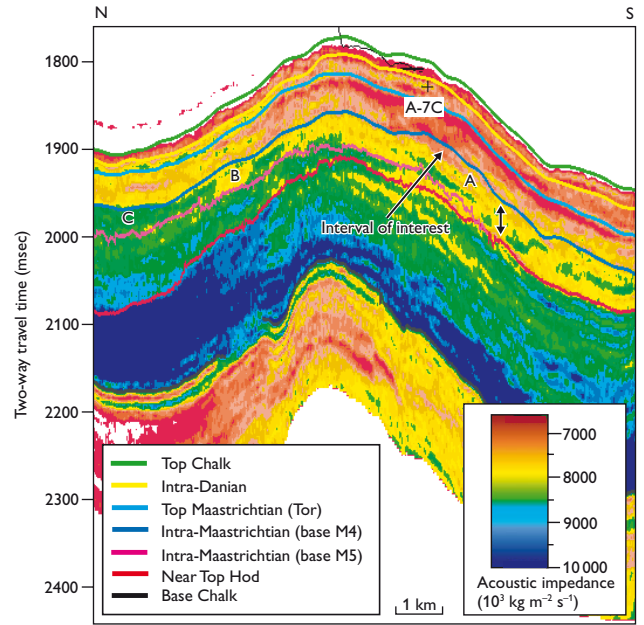 N
S
1800
1900
2000
2100
2200
2300
2400
Two-way travel time (msec)
A-7C
A
B
C
Interval of interest
Top Chalk
Intra-Danian
Top Maastrichtian (Tor)
Intra-Maastrichtian (base M4)
Intra-Maastrichtian (base M5)
Near Top Hod
Base Chalk
1 km
7000
8000
9000
10 000
Acoustic impedance
(10³ kg m⁻² s⁻¹)